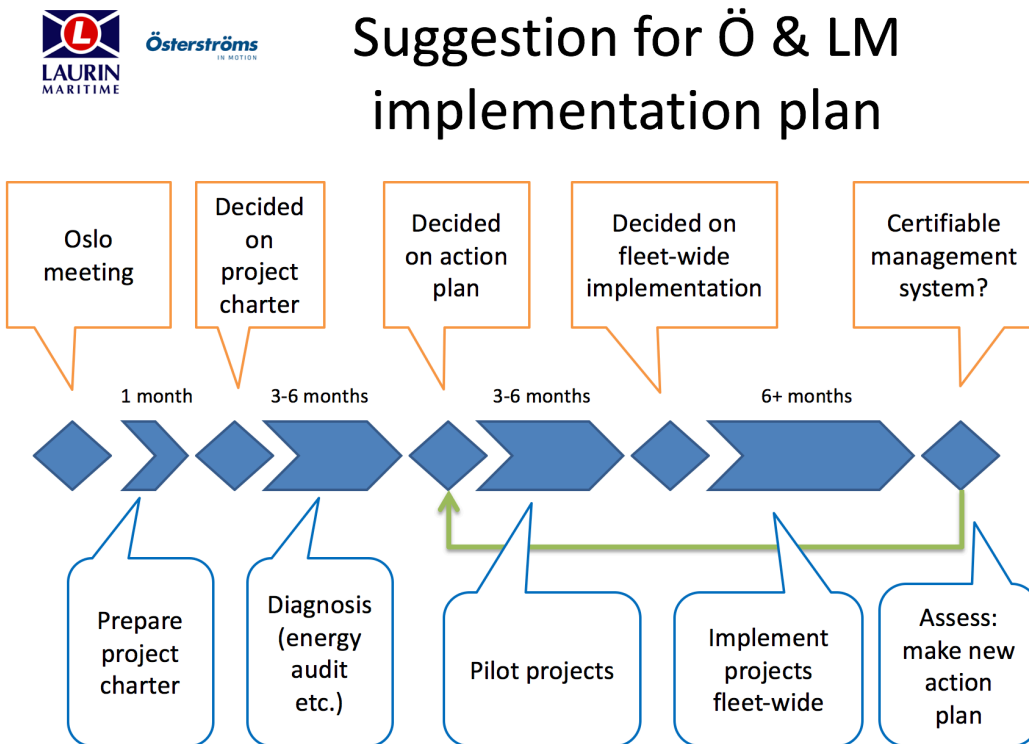 L
LAURIN
MARITIME
Österströms
IN MOTION
Suggestion for Ö & LM
implementation plan
Oslo
meeting
Decided
on
project
charter
Decided
on action
plan
Decided on
fleet-wide
implementation
Certifiable
management
system?
1 month
3-6 months
3-6 months
6+ months
Prepare
project
charter
Diagnosis
(energy
audit
etc.)
Pilot projects
Implement
projects
fleet-wide
Assess:
make new
action
plan